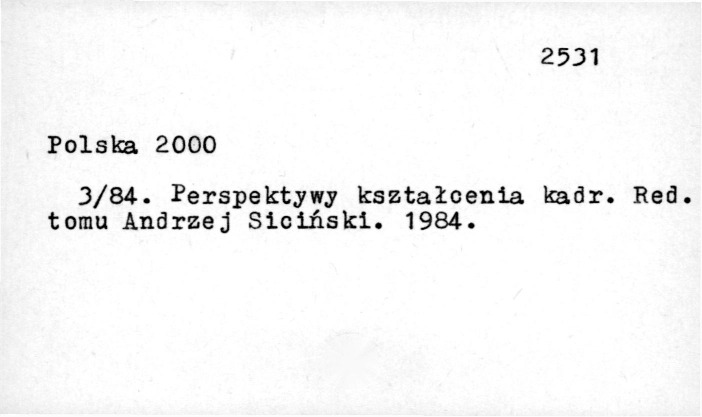 2531
Polska 2000
3/84. Perspektywy kształcenia kadr. Red.
tomu Andrzej Siciński. 1984.